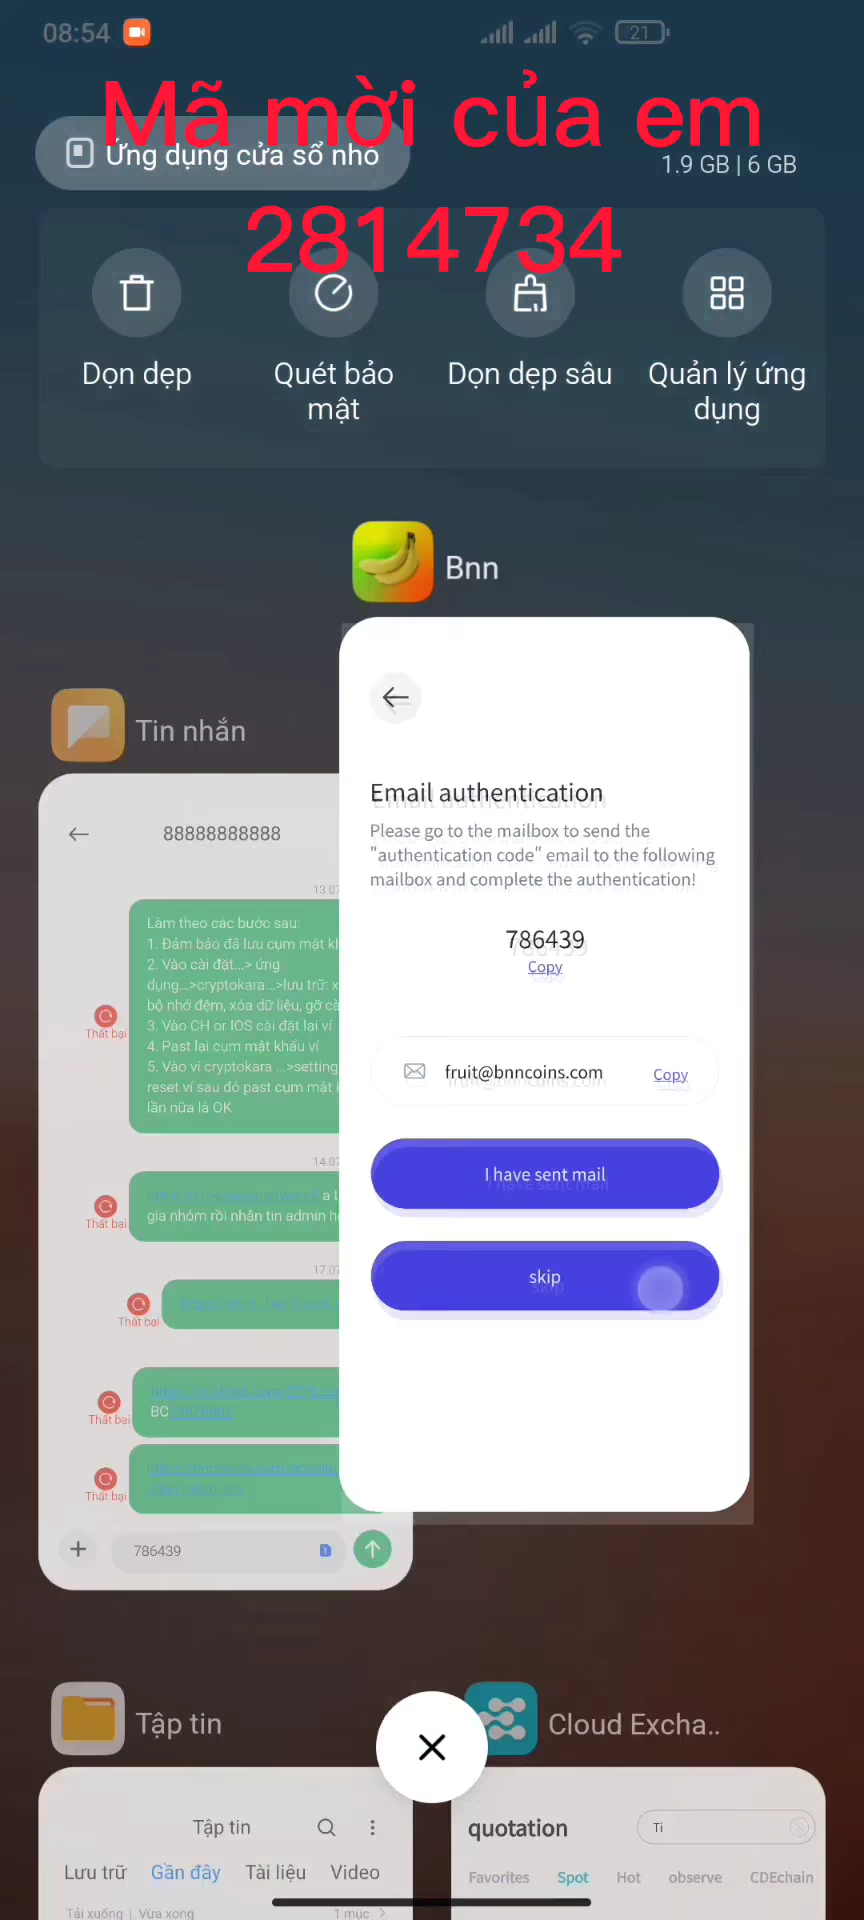 08:54
21
Mã mời của em
Ứng dụng cửa sổ nhỏ
1.9 GB | 6 GB
2814734
Dọn dẹp
Quét bảo mật
Dọn dẹp sâu
Quản lý ứng dụng
Bnn
Tin nhắn
88888888888
13.07
Làm theo các bước sau:
1. Đảm bảo đã lưu cụm mật
2. Vào cài đặt...> ứng
dụng...>cryptokara...>lưu trữ:
bộ nhớ đệm, xóa dữ liệu, gỡ
3. Vào CH or IOS cài đặt lại ví
4. Past lại cụm mật khẩu ví
5. Vào ví cryptokara ...>setting
reset ví sau đó past cụm mật
lần nữa là OK
Thất bại
14.07
gia nhóm rồi nhắn tin admin
Thất bại
17.07
Thất bại
BC
Thất bại
Thất bại
786439
Email authentication
Please go to the mailbox to send the
"authentication code" email to the following
mailbox and complete the authentication!
786439
Copy
fruit@bnncoins.com
Copy
I have sent mail
skip
Tập tin
Cloud Excha..
Tập tin
Lưu trữ
Gần đây
Tài liệu
Video
Tải xuống | Vừa xong
1 mục >
quotation
Ti
Favorites
Spot
Hot
observe
CDEchain